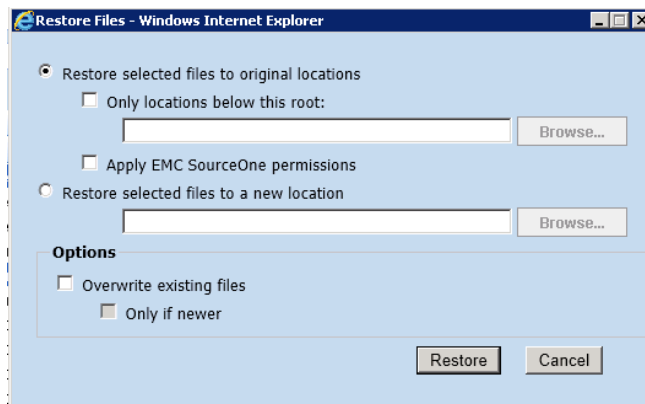 Restore Files - Windows Internet Explorer
Restore selected files to original locations
Only locations below this root:
Browse...
Apply EMC SourceOne permissions
Restore selected files to a new location
Browse...
Options
Overwrite existing files
Only if newer
Restore Cancel